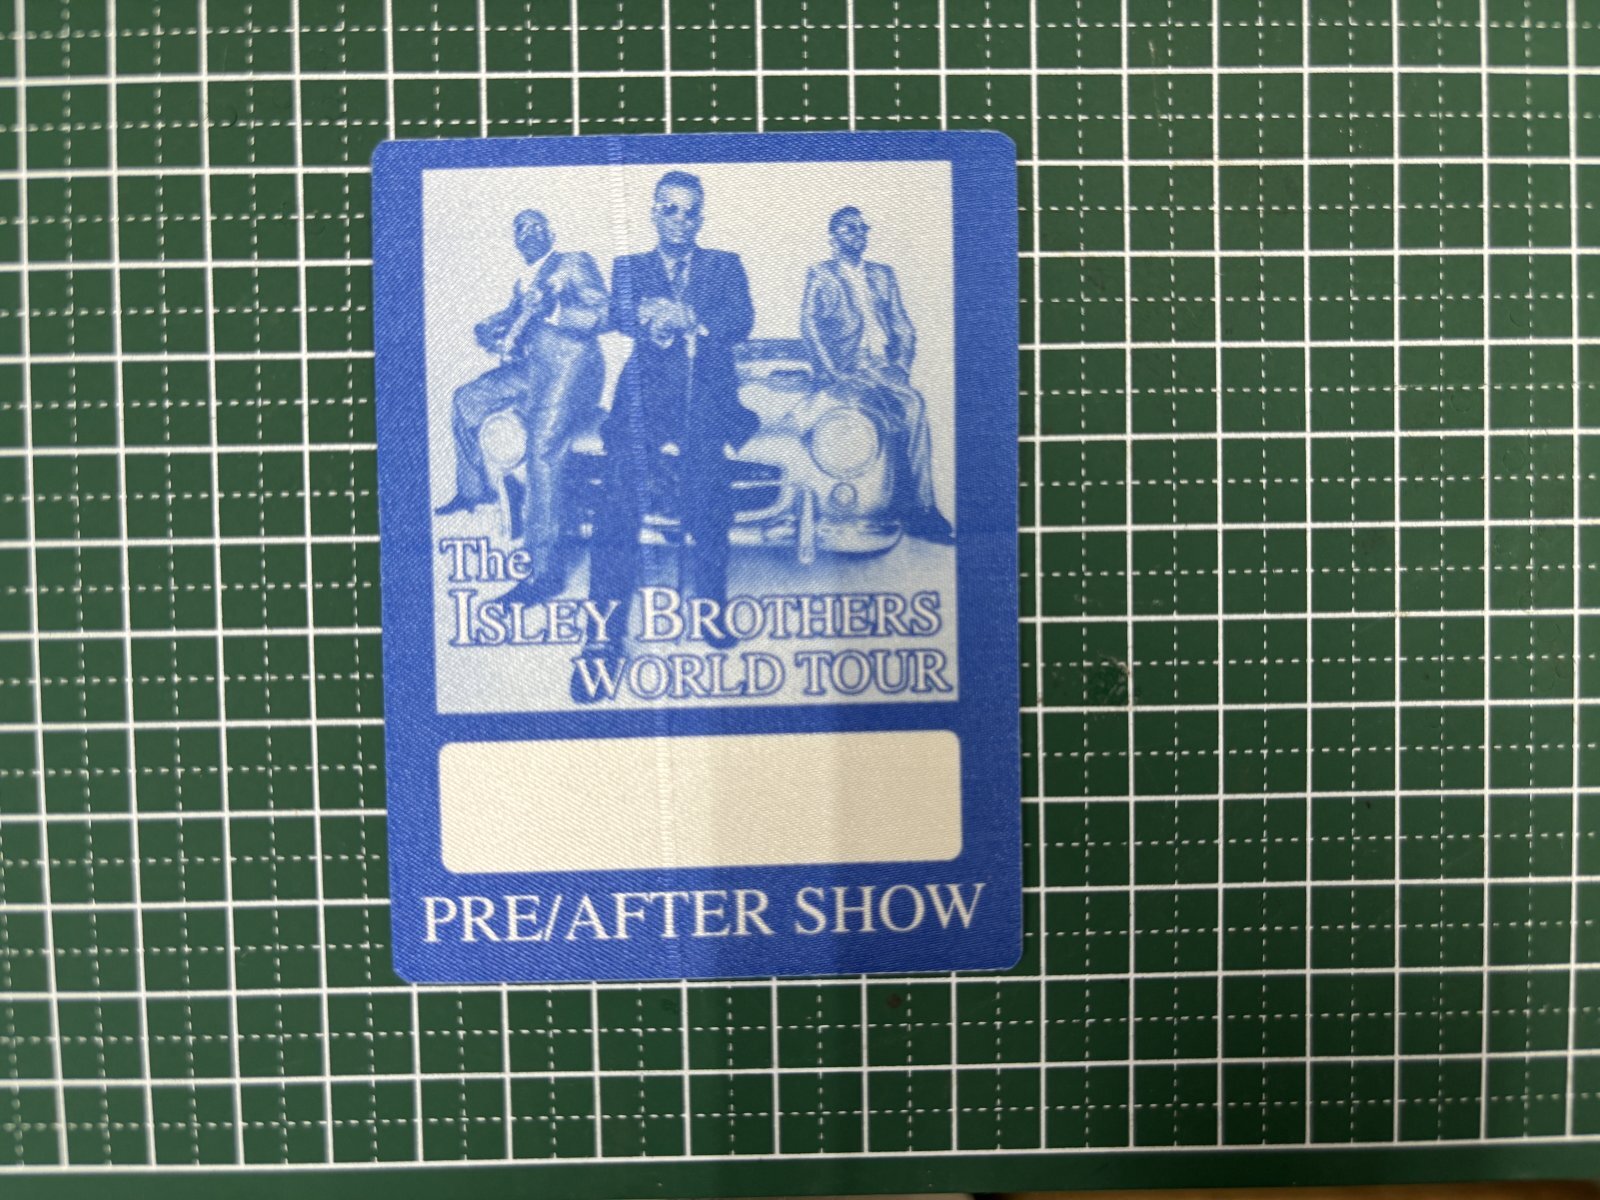 The
ISLEY BROTHERS
WORLD TOUR
PRE/AFTER SHOW